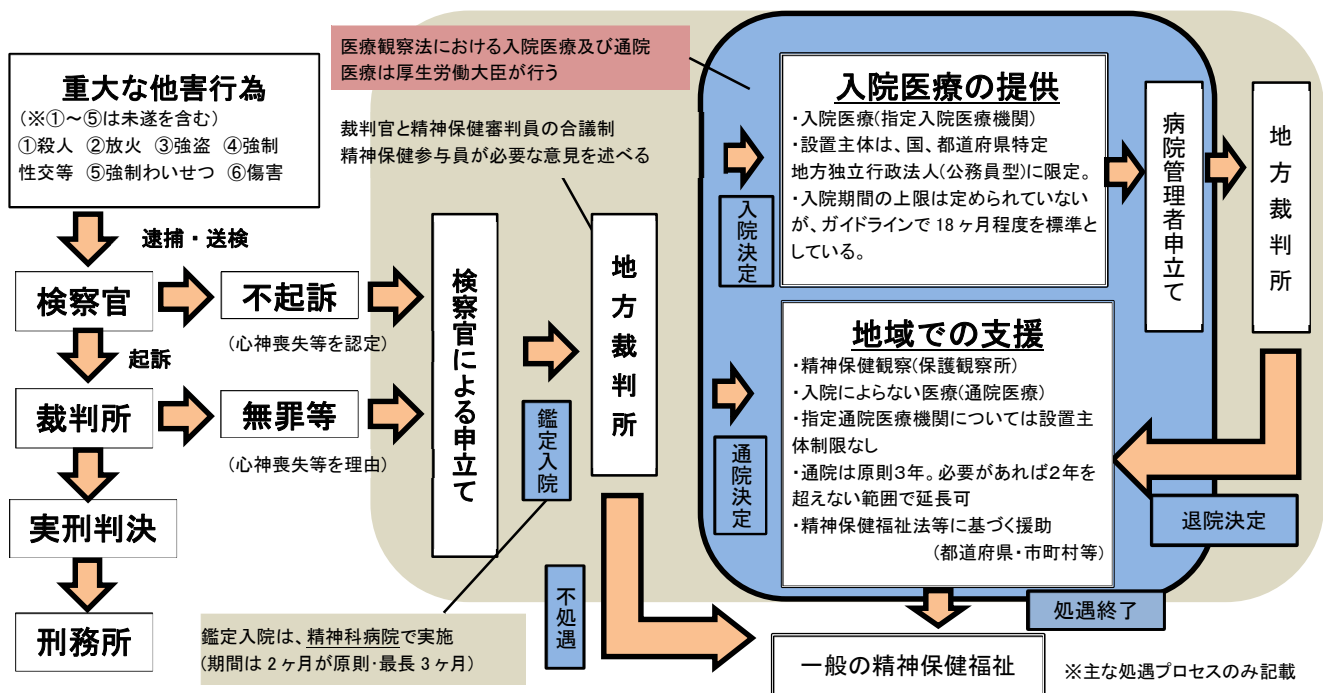 重大な他害行為
(※①～⑤は未遂を含む)
①殺人 ②放火 ③強盗 ④強制
性交等 ⑤強制わいせつ ⑥傷害
逮捕・送検
検察官
起訴
裁判所
実刑判決
刑務所
不起訴
(心神喪失等を認定)
無罪等
(心神喪失等を理由)
検察官による申立て
鑑定入院
鑑定入院は、精神科病院で実施
(期間は2ヶ月が原則・最長3ヶ月)
医療観察法における入院医療及び通院
医療は厚生労働大臣が行う
裁判官と精神保健審判員の合議制
精神保健参与員が必要な意見を述べる
地方裁判所
不処遇
入院決定
通院決定
入院医療の提供
・入院医療(指定入院医療機関)
・設置主体は、国、都道府県特定
地方独立行政法人(公務員型)に限定。
・入院期間の上限は定められていない
が、ガイドラインで18ヶ月程度を標準と
している。
病院管理者申立て
地方裁判所
退院決定
地域での支援
・精神保健観察(保護観察所)
・入院によらない医療(通院医療)
・指定通院医療機関については設置主
体制限なし
・通院は原則3年。必要があれば2年を
超えない範囲で延長可
・精神保健福祉法等に基づく援助
(都道府県・市町村等)
処遇終了
一般の精神保健福祉
※主な処遇プロセスのみ記載